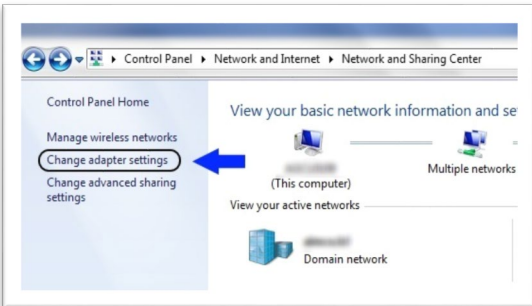 Control Panel ▸ Network and Internet ▸ Network and Sharing Center
Control Panel Home
Manage wireless networks
Change adapter settings
Change advanced sharing
settings
View your basic network information and se
(This computer)
Multiple networks
View your active networks
Domain network